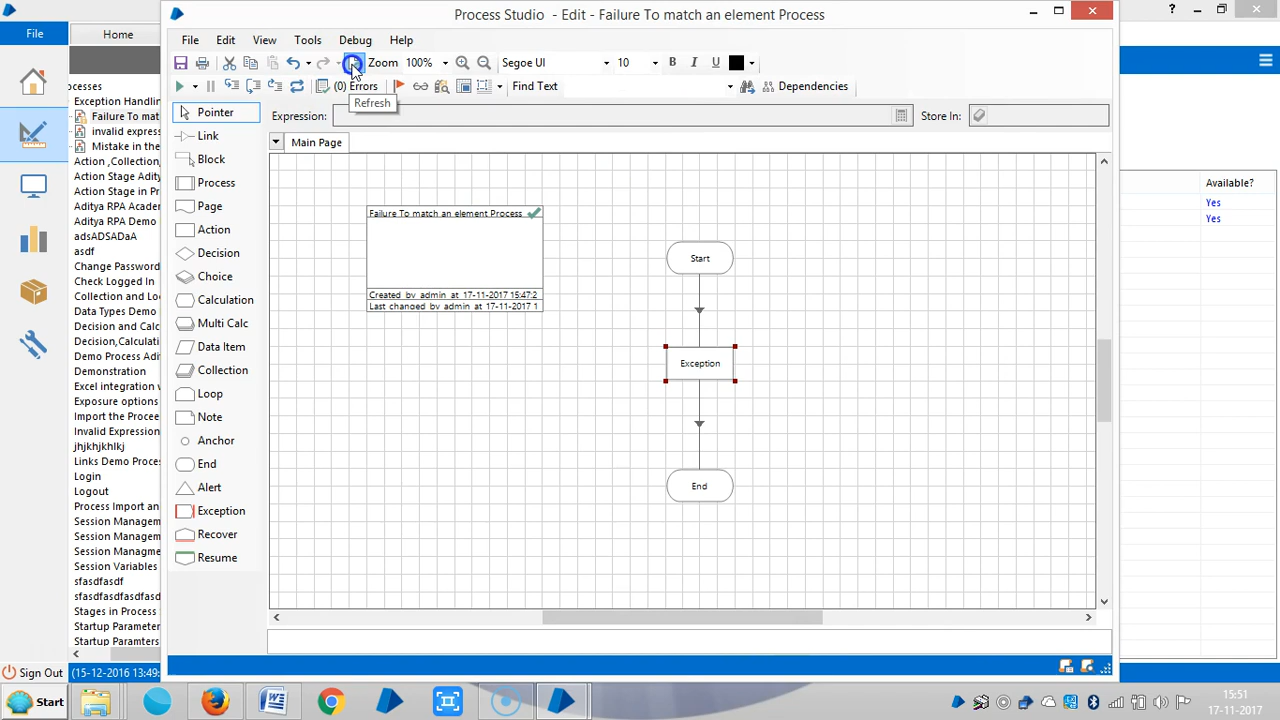 Process Studio - Edit - Failure To match an element Process
File
Home
File Edit View Tools Debug Help
Zoom 100% Segoe UI 10 B I U
(0) Errors Find Text Dependencies
Refresh
Expression: Store In:
Main Page
ocesses
Exception Handli
Failure To mat
invalid express
Mistake in the
Action ,Collection,
Action Stage Adity
Action Stage in Pr
Aditya RPA Acade
Aditya RPA Demo
adsADSADaA
asdf
Change Password
Check Logged In
Collection and Lo
Data Types Demo
Decision and Calc
Decision,Calculati
Demo Process Adi
Demonstration
Excel integration v
Exposure options
Import the Procee
Invalid Expression
jhjkhjkhlkj
Links Demo Proces
Login
Logout
Process Import an
Session Managem
Session Managem
Session Managme
Session Variables
sfasdfasdf
sfasdfasdfasdfasd
Stages in Process
Startup Parameter
Startup Paramters
Pointer
Link
Block
Process
Page
Action
Decision
Choice
Calculation
Multi Calc
Data Item
Collection
Loop
Note
Anchor
End
Alert
Exception
Recover
Resume
Failure To match an element Process
Created by admin at 17-11-2017 15:47:2
Last changed by admin at 17-11-2017 1
Start
Exception
End
Available?
Yes
Yes
Sign Out
(15-12-2016 13:49:
Start
15:51
17-11-2017